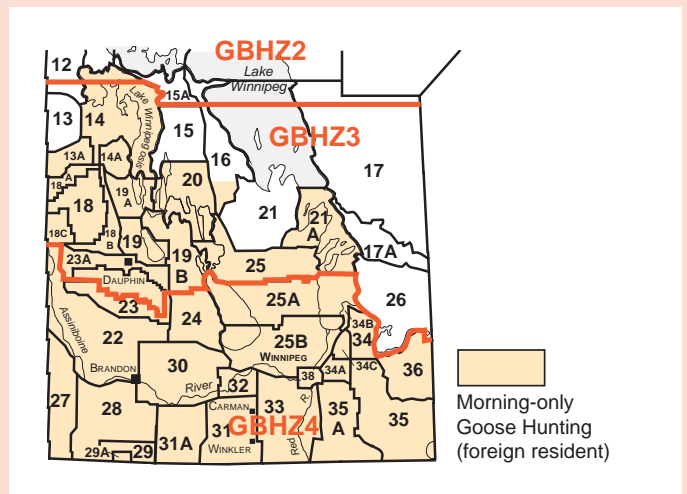 GBHZ2
12
Lake
Winnipeg
15A
13
14
Lake Winnipegosis
15
GBHZ3
16
17
13A
14A
18
A
19
A
20
18
21
21
A
18C
18
B
19
19
B
17A
23A
25
DAUPHIN
26
23
24
25A
Assiniboine
22
34B
34
25B
WINNIPEG
BRANDON
30
River
38
34A
34C
36
32
27
28
CARMAN
33
R.
35
A
35
31
GBHZ4
31A
29A
29
WINKLER
Red
Morning-only
Goose Hunting
(foreign resident)